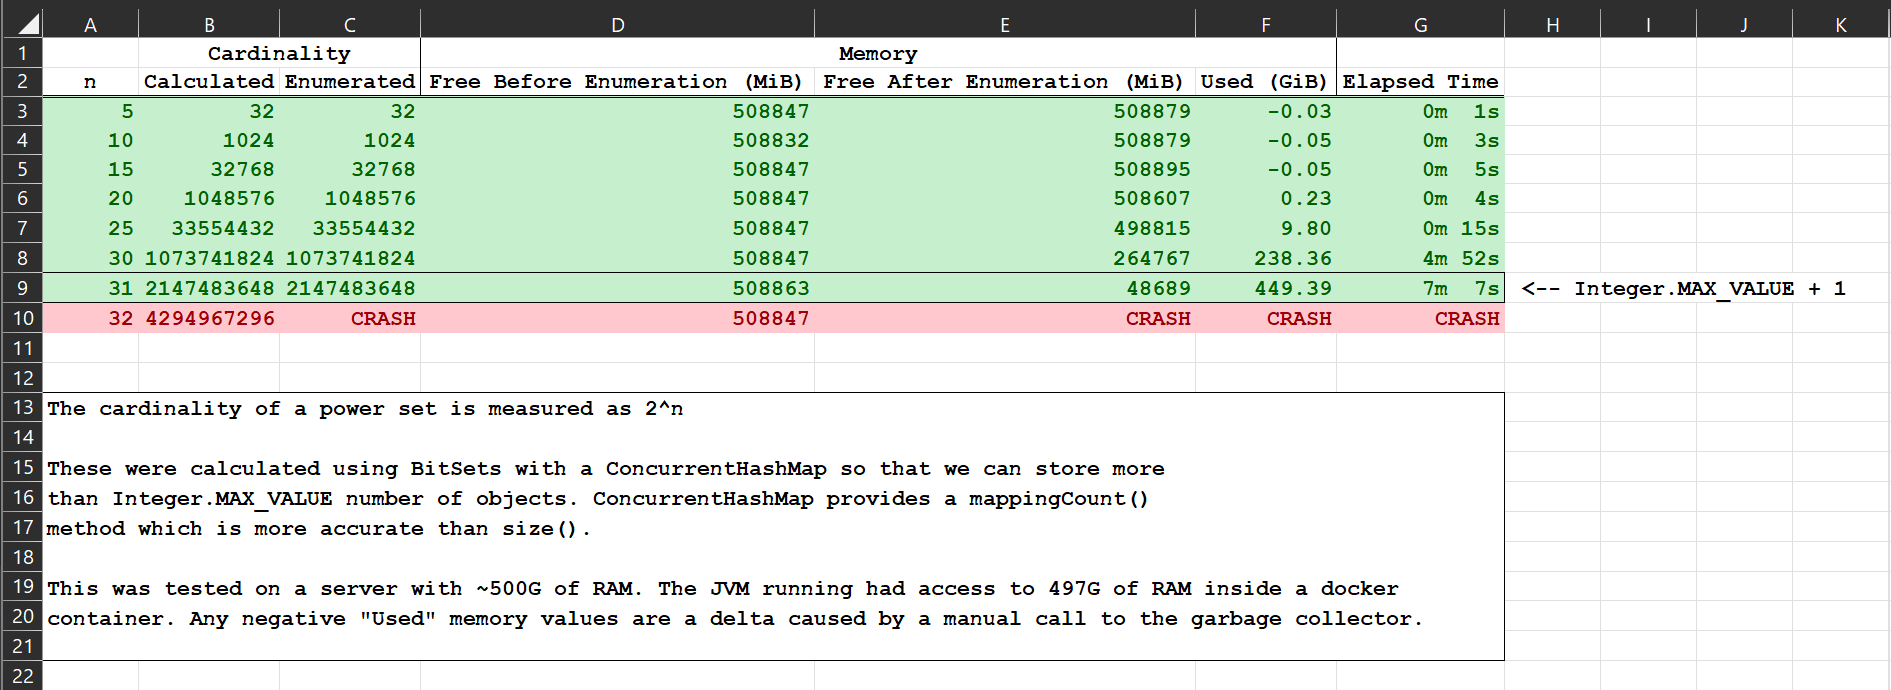 A B C D E F G H I J K
1 Cardinality Memory
2 n Calculated Enumerated Free Before Enumeration (MiB) Free After Enumeration (MiB) Used (GiB) Elapsed Time
3 5 32 32 508847 508879 -0.03 0m 1s
4 10 1024 1024 508832 508879 -0.05 0m 3s
5 15 32768 32768 508847 508895 -0.05 0m 5s
6 20 1048576 1048576 508847 508607 0.23 0m 4s
7 25 33554432 33554432 508847 498815 9.80 0m 15s
8 30 1073741824 1073741824 508847 264767 238.36 4m 52s
9 31 2147483648 2147483648 508863 48689 449.39 7m 7s <-- Integer.MAX_VALUE + 1
10 32 4294967296 CRASH 508847 CRASH CRASH CRASH
11
12
13 The cardinality of a power set is measured as 2^n
14
15 These were calculated using BitSets with a ConcurrentHashMap so that we can store more
16 than Integer.MAX_VALUE number of objects. ConcurrentHashMap provides a mappingCount()
17 method which is more accurate than size().
18
19 This was tested on a server with ~500G of RAM. The JVM running had access to 497G of RAM inside a docker
20 container. Any negative "Used" memory values are a delta caused by a manual call to the garbage collector.
21
22